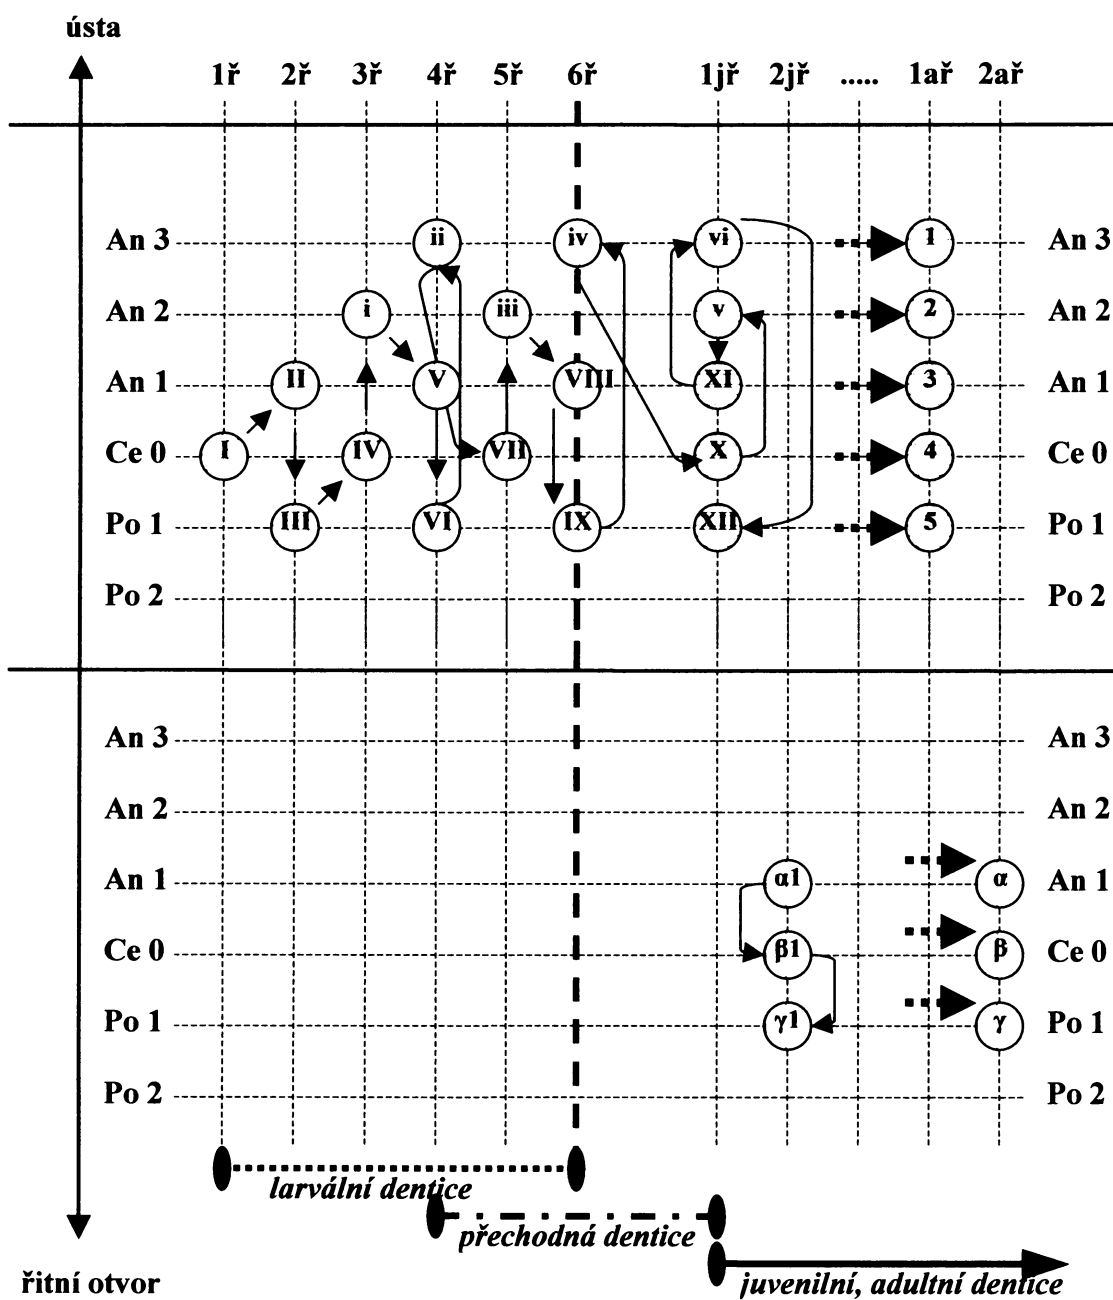 ústa
1ř 2ř 3ř 4ř 5ř 6ř 1jř 2jř ..... 1ař 2ař
An 3 ii iv vi 1 An 3
An 2 i iii v 2 An 2
An 1 II V VIII XI 3 An 1
Ce 0 I IV VII X 4 Ce 0
Po 1 III VI IX XII 5 Po 1
Po 2 Po 2
An 3 An 3
An 2 An 2
An 1 α1 α An 1
Ce 0 β1 β Ce 0
Po 1 γ1 γ Po 1
Po 2 Po 2
larvální dentice
přechodná dentice
řitní otvor juvenilní, adultní dentice